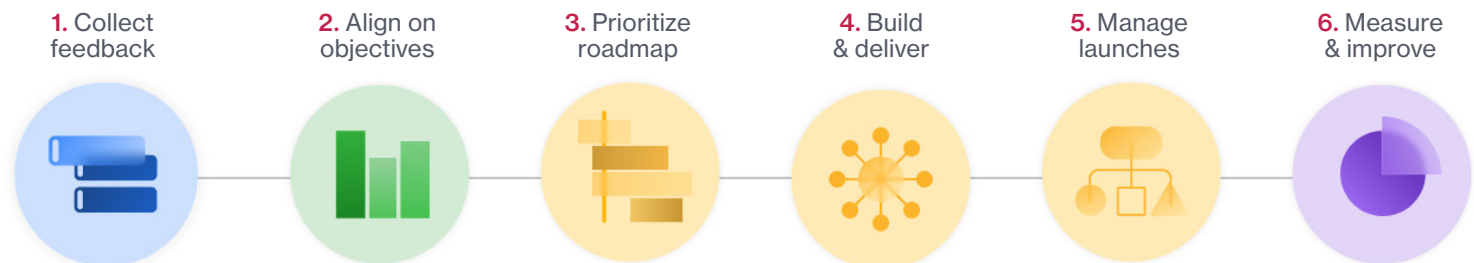 1. Collect
feedback
2. Align on
objectives
3. Prioritize
roadmap
4. Build
& deliver
5. Manage
launches
6. Measure
& improve